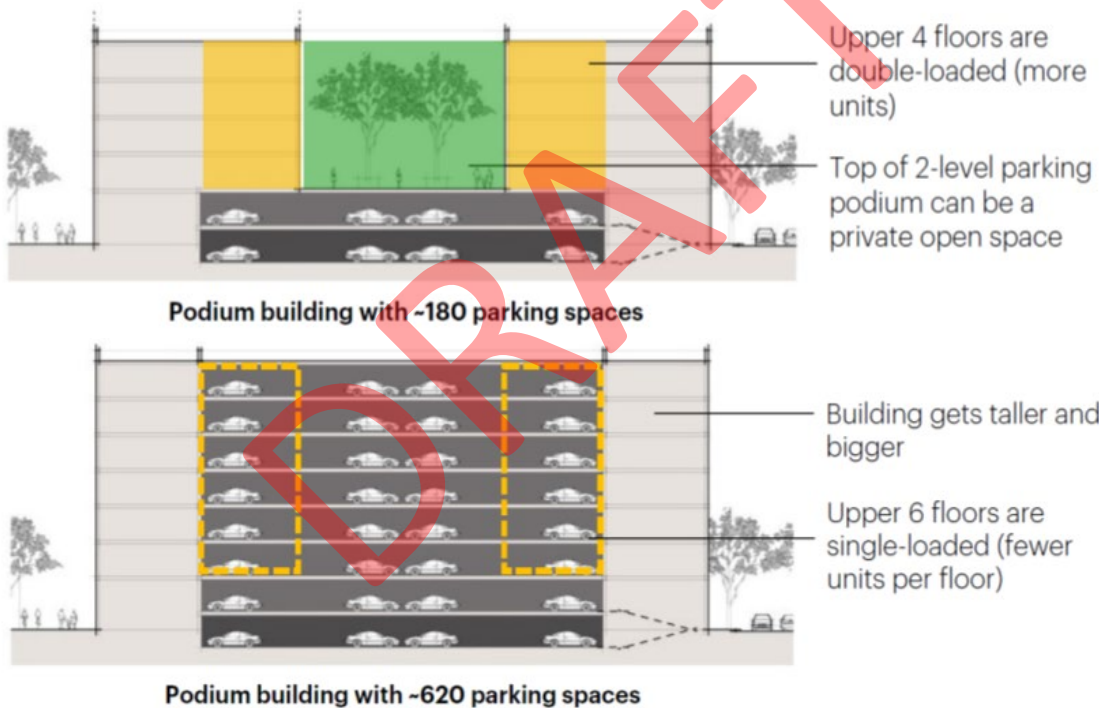 Upper 4 floors are
double-loaded (more
units)
Top of 2-level parking
podium can be a
private open space
Podium building with ~180 parking spaces
DRAFT
Building gets taller and
bigger
Upper 6 floors are
single-loaded (fewer
units per floor)
Podium building with ~620 parking spaces